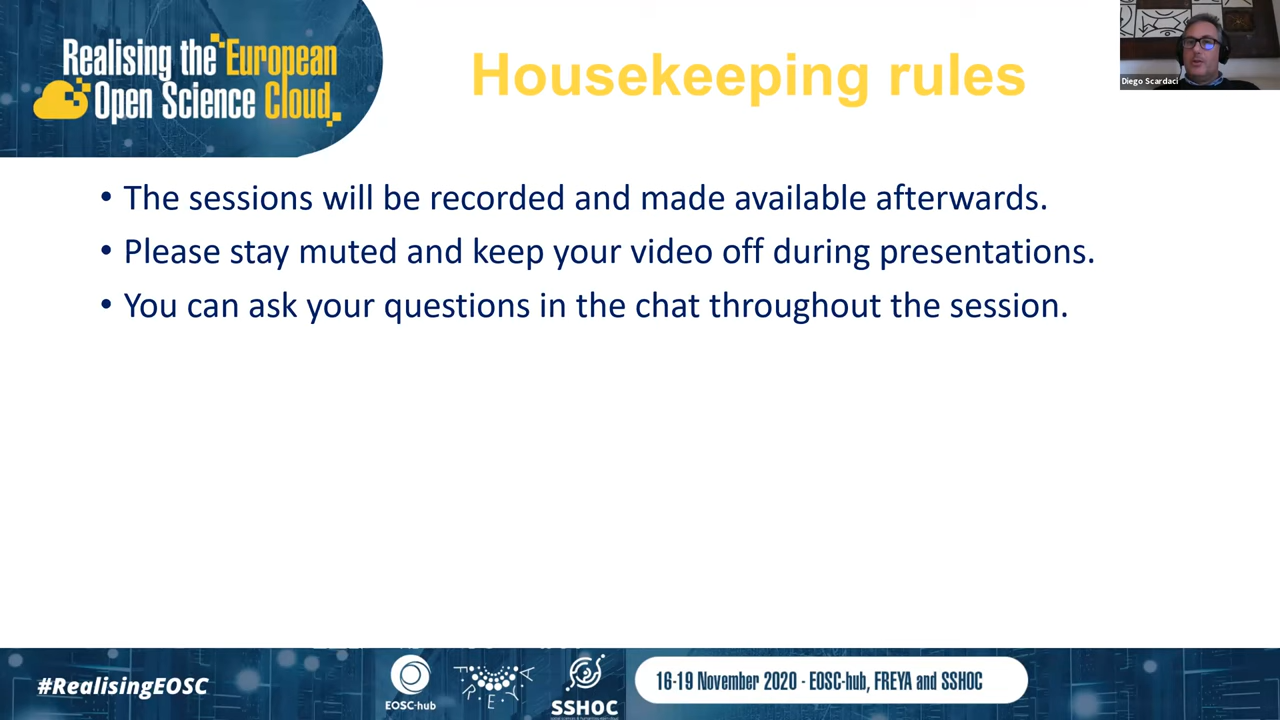 Realising the European
Open Science Cloud
Housekeeping rules
Diego Scardaci
• The sessions will be recorded and made available afterwards.
• Please stay muted and keep your video off during presentations.
• You can ask your questions in the chat throughout the session.
#RealisingEOSC
EOSC-hub
FREYA
SSHOC
16-19 November 2020 - EOSC-hub, FREYA and SSHOC